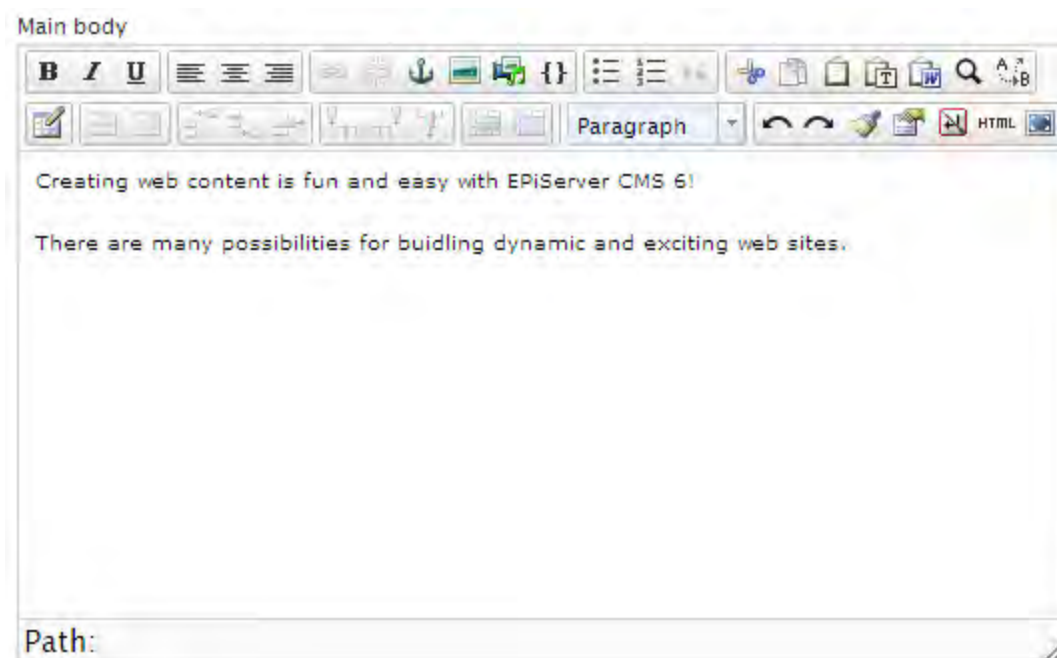 Main body
B I U
A B
Paragraph HTML
Creating web content is fun and easy with EPiServer CMS 6!
There are many possibilities for buidling dynamic and exciting web sites.
Path: